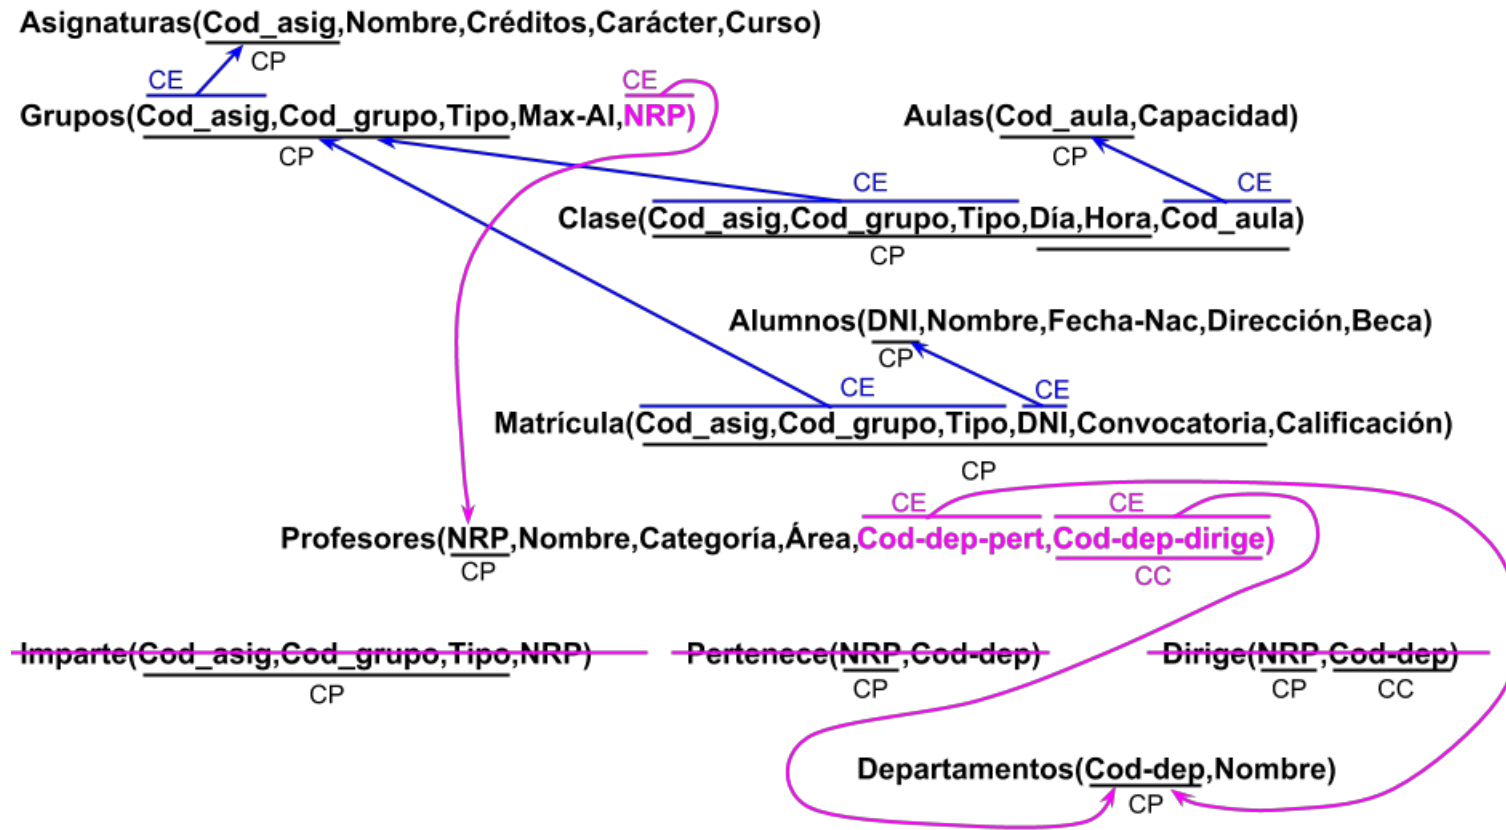 Asignaturas(Cod_asig,Nombre,Créditos,Carácter,Curso)
CP
CE
CE
Grupos(Cod_asig,Cod_grupo,Tipo,Max-Al,NRP)
CP
Aulas(Cod_aula,Capacidad)
CP
CE
CE
Clase(Cod_asig,Cod_grupo,Tipo,Día,Hora,Cod_aula)
CP
Alumnos(DNI,Nombre,Fecha-Nac,Dirección,Beca)
CP
CE
CE
Matrícula(Cod_asig,Cod_grupo,Tipo,DNI,Convocatoria,Calificación)
CP
CE
CE
Profesores(NRP,Nombre,Categoría,Área,Cod-dep-pert,Cod-dep-dirige)
CP
CC
Imparte(Cod_asig,Cod_grupo,Tipo,NRP)
CP
Pertenece(NRP,Cod-dep)
CP
Dirige(NRP,Cod-dep)
CP
CC
Departamentos(Cod-dep,Nombre)
CP